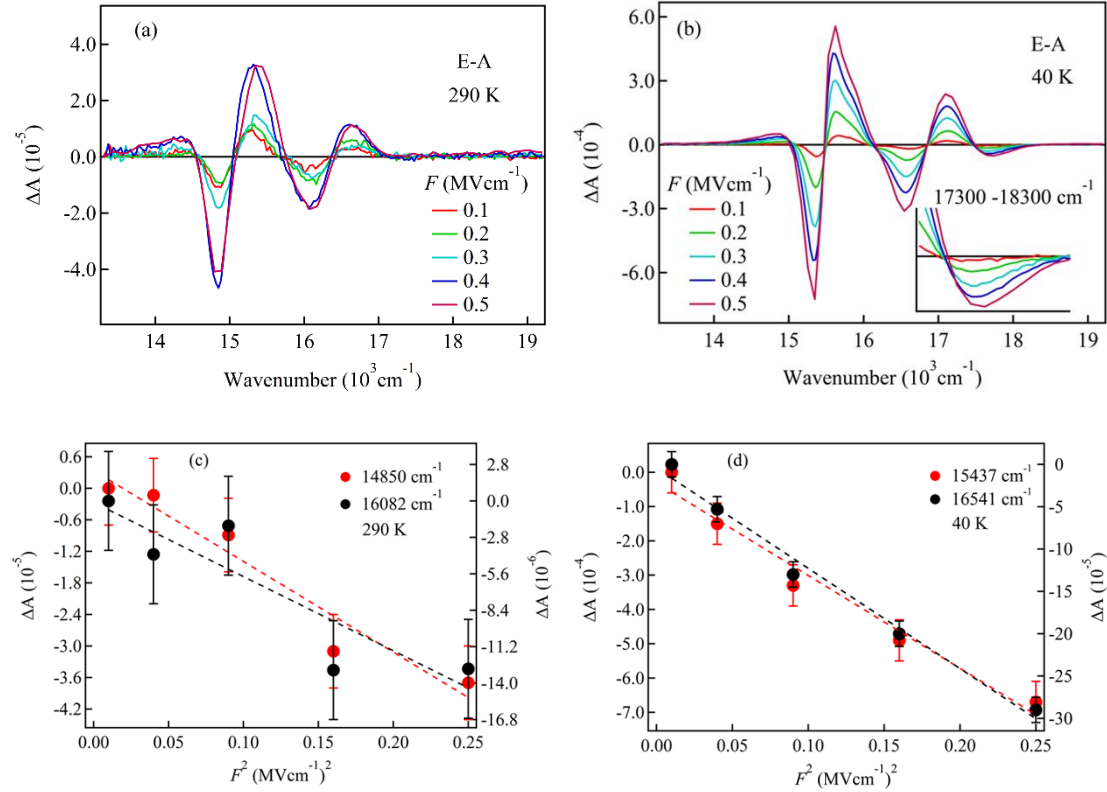 (a)
E-A
290 K
F (MVcm⁻¹)
0.1
0.2
0.3
0.4
0.5
4.0
2.0
0.0
-2.0
-4.0
ΔA (10⁻⁵)
14 15 16 17 18 19
Wavenumber (10³cm⁻¹)
(b)
E-A
40 K
F (MVcm⁻¹)
0.1
0.2
0.3
0.4
0.5
17300 -18300 cm⁻¹
6.0
3.0
0.0
-3.0
-6.0
ΔA (10⁻⁴)
14 15 16 17 18 19
Wavenumber (10³cm⁻¹)
(c)
14850 cm⁻¹
16082 cm⁻¹
290 K
0.6
0.0
-0.6
-1.2
-1.8
-2.4
-3.0
-3.6
-4.2
ΔA (10⁻⁵)
2.8
0.0
-2.8
-5.6
-8.4
-11.2
-14.0
-16.8
ΔA (10⁻⁶)
0.00 0.05 0.10 0.15 0.20 0.25
F² (MVcm⁻¹)²
(d)
15437 cm⁻¹
16541 cm⁻¹
40 K
0.0
-1.0
-2.0
-3.0
-4.0
-5.0
-6.0
-7.0
ΔA (10⁻⁴)
0
-5
-10
-15
-20
-25
-30
ΔA (10⁻⁵)
0.00 0.05 0.10 0.15 0.20 0.25
F² (MVcm⁻¹)²